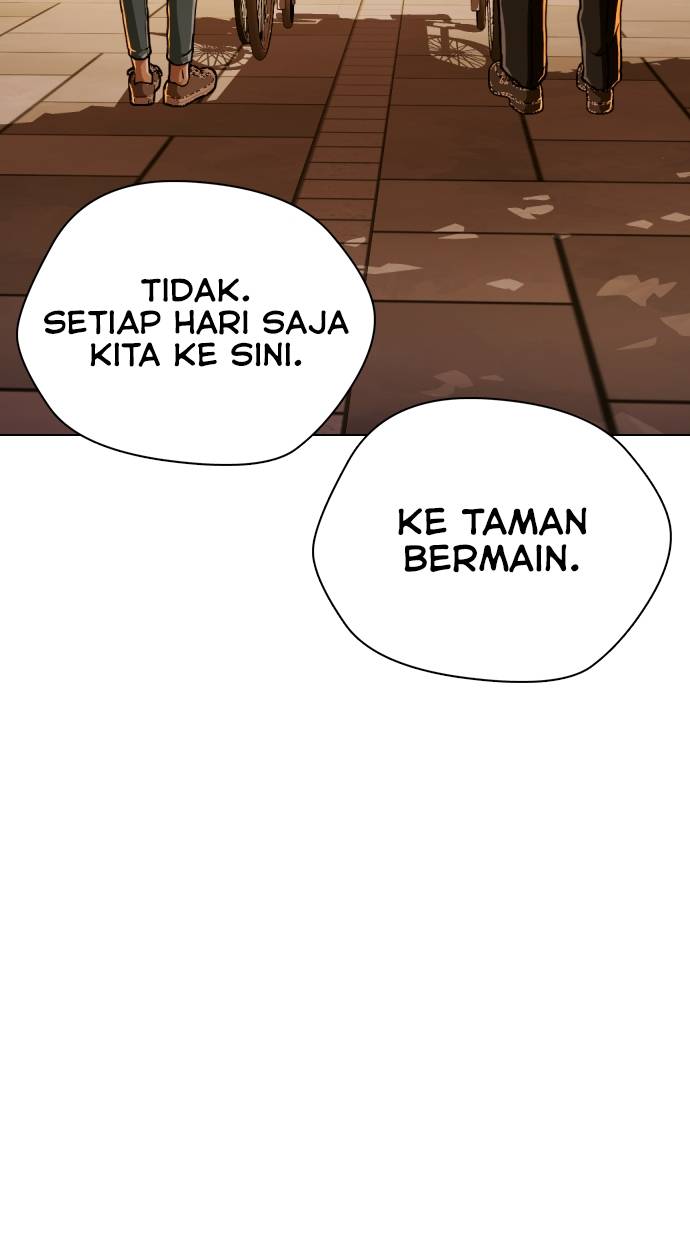 TIDAK.
SETIAP HARI SAJA
KITA KE SINI.
KE TAMAN
BERMAIN.